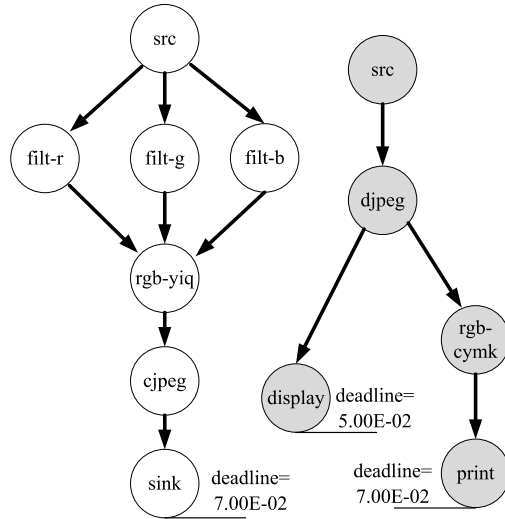 src
filt-r
filt-g
filt-b
rgb-yiq
cjpeg
sink
deadline=
7.00E-02
src
djpeg
rgb-
cymk
display
deadline=
5.00E-02
print
deadline=
7.00E-02